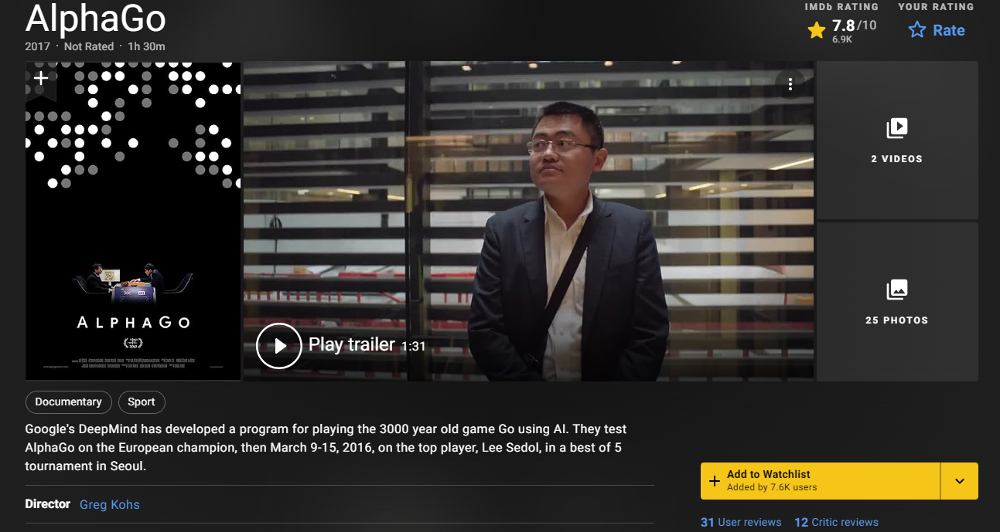 AlphaGo
2017 · Not Rated · 1h 30m
IMDb RATING
7.8/10
6.9K
YOUR RATING
Rate
ALPHAGO
Play trailer 1:31
2 VIDEOS
25 PHOTOS
Documentary
Sport
Google's DeepMind has developed a program for playing the 3000 year old game Go using AI. They test
AlphaGo on the European champion, then March 9-15, 2016, on the top player, Lee Sedol, in a best of 5
tournament in Seoul.
Director Greg Kohs
Add to Watchlist
Added by 7.6K users
31 User reviews 12 Critic reviews